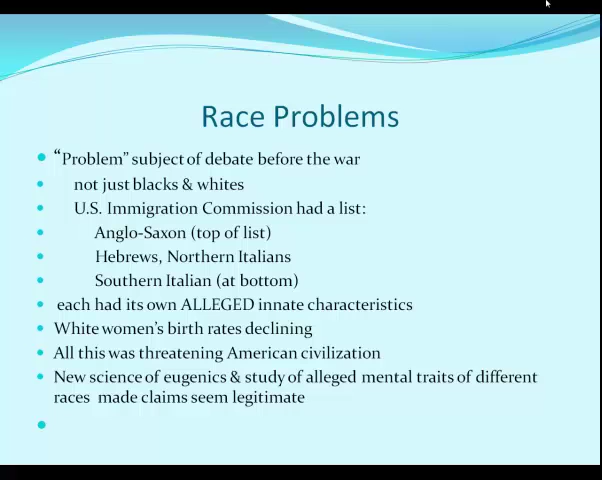 Race Problems
“Problem” subject of debate before the war
not just blacks & whites
U.S. Immigration Commission had a list:
Anglo-Saxon (top of list)
Hebrews, Northern Italians
Southern Italian (at bottom)
each had its own ALLEGED innate characteristics
White women’s birth rates declining
All this was threatening American civilization
New science of eugenics & study of alleged mental traits of different
races made claims seem legitimate